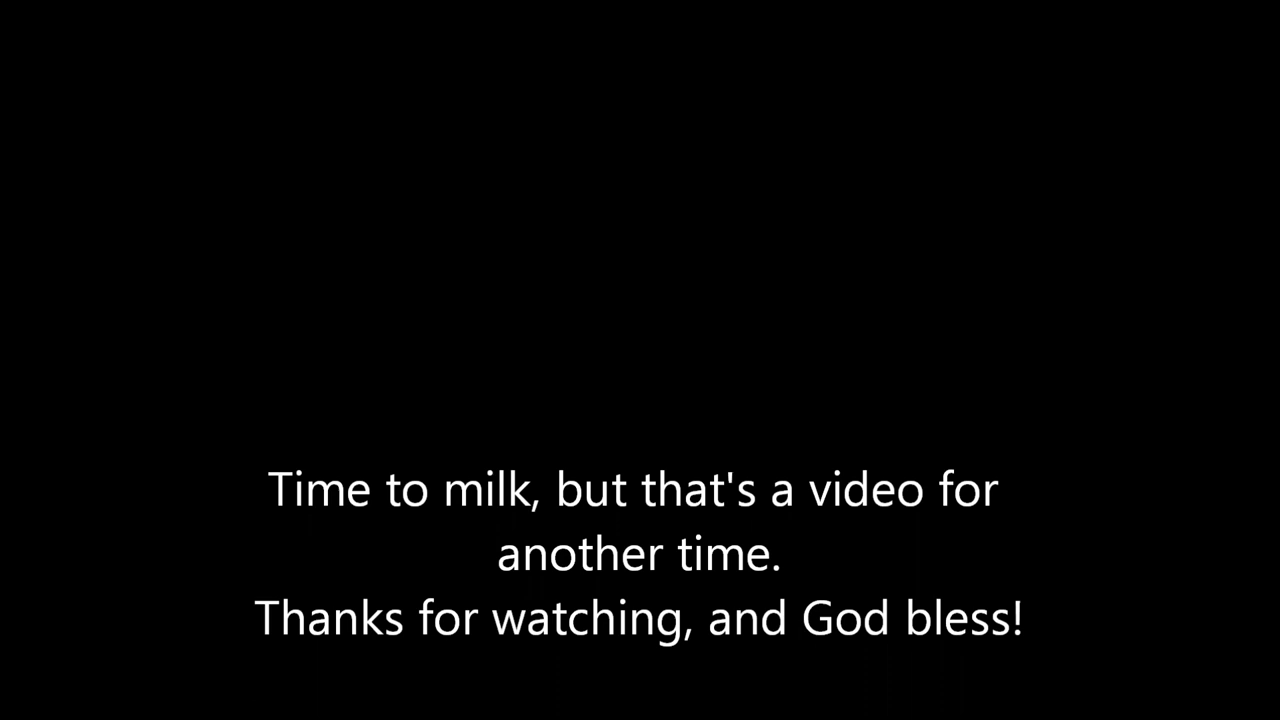 Time to milk, but that's a video for
another time.
Thanks for watching, and God bless!